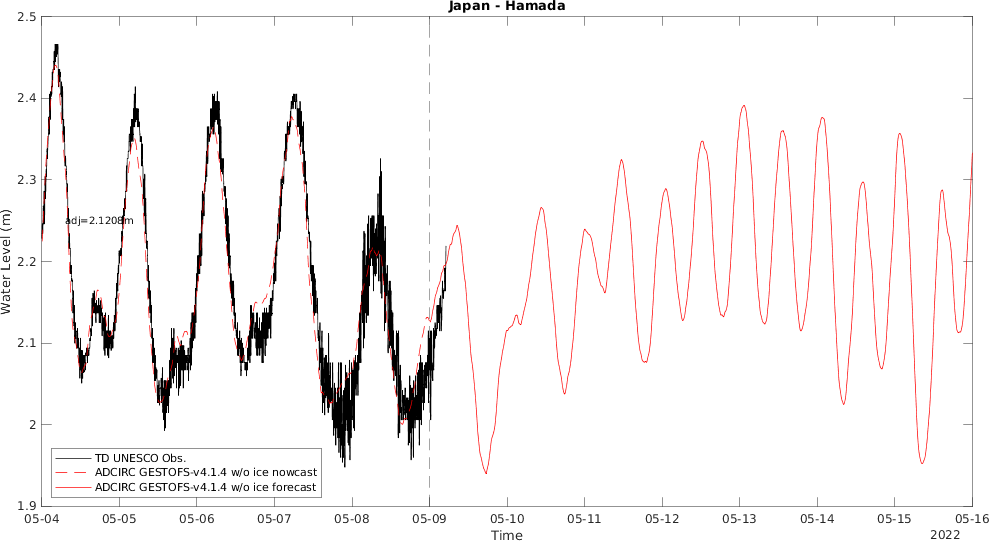 Japan - Hamada
2.5
2.4
2.3
2.2
2.1
2
1.9
Water Level (m)
adj=2.1208m
TD UNESCO Obs.
ADCIRC GESTOFS-v4.1.4 w/o ice nowcast
ADCIRC GESTOFS-v4.1.4 w/o ice forecast
05-04 05-05 05-06 05-07 05-08 05-09 05-10 05-11 05-12 05-13 05-14 05-15 05-16
Time
2022